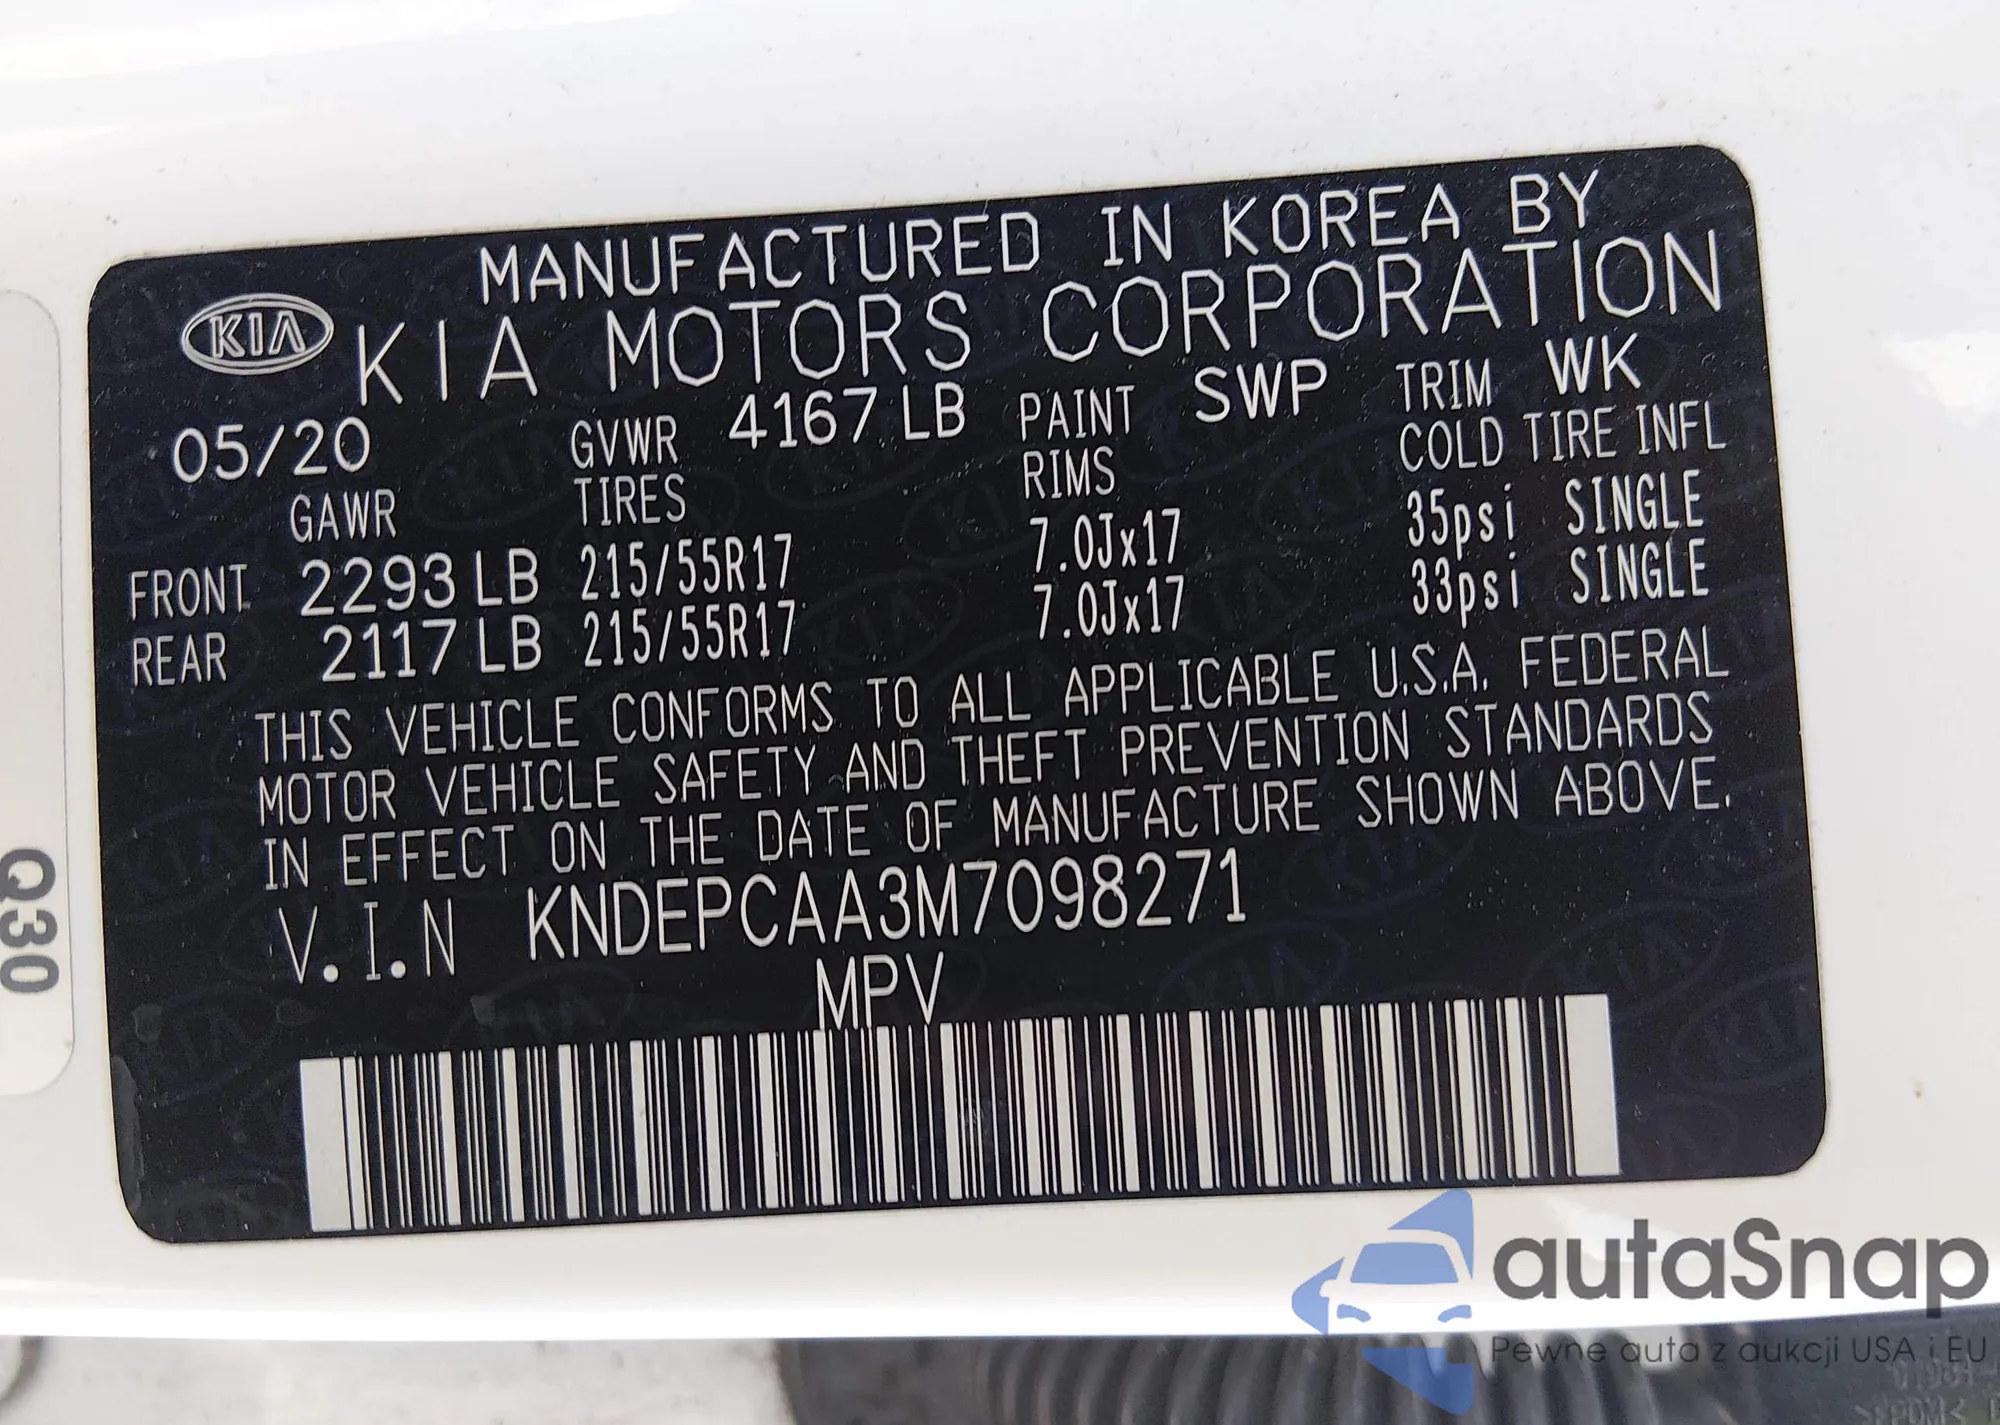 MANUFACTURED IN KOREA BY
KIA KIA MOTORS CORPORATION
05/20 GVWR 4167 LB PAINT SWP TRIM WK
GAWR TIRES RIMS COLD TIRE INFL
FRONT 2293 LB 215/55R17 7.0Jx17 35psi SINGLE
REAR 2117 LB 215/55R17 7.0Jx17 33psi SINGLE
THIS VEHICLE CONFORMS TO ALL APPLICABLE U.S.A. FEDERAL
MOTOR VEHICLE SAFETY AND THEFT PREVENTION STANDARDS
IN EFFECT ON THE DATE OF MANUFACTURE SHOWN ABOVE.
V.I.N KNDEPCAA3M7098271
MPV
Q30
autaSnap
Pewne auta z aukcji USA i EU